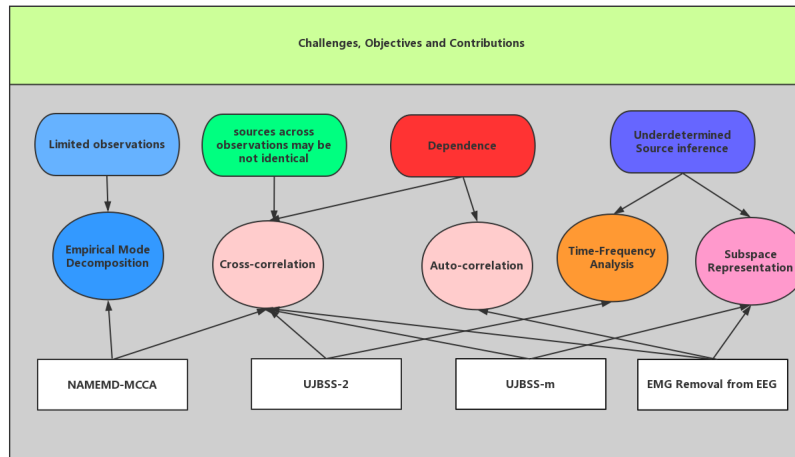 Challenges, Objectives and Contributions
Limited observations
sources across
observations may be
not identical
Dependence
Underdetermined
Source inference
Empirical Mode
Decomposition
Cross-correlation
Auto-correlation
Time-Frequency
Analysis
Subspace
Representation
NAMEMD-MCCA
UJBSS-2
UJBSS-m
EMG Removal from EEG